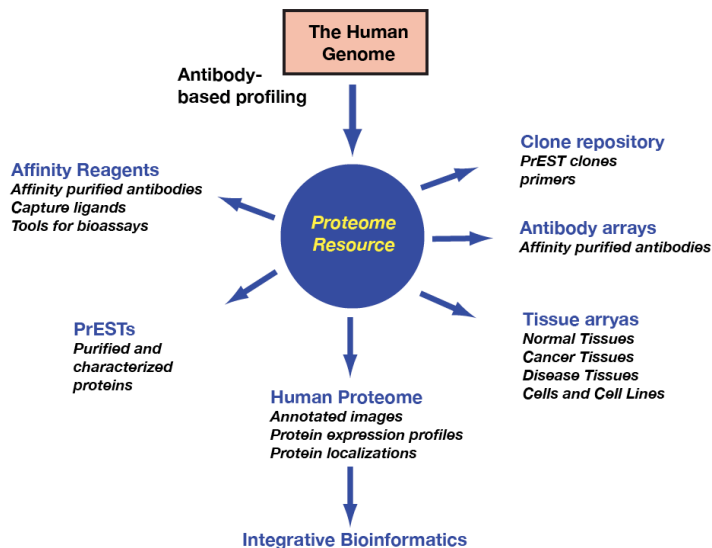 The Human
Genome
Antibody-
based profiling
Clone repository
PrEST clones
primers
Affinity Reagents
Affinity purified antibodies
Capture ligands
Tools for bioassays
Proteome
Resource
Antibody arrays
Affinity purified antibodies
PrESTs
Purified and
characterized
proteins
Tissue arryas
Normal Tissues
Cancer Tissues
Disease Tissues
Cells and Cell Lines
Human Proteome
Annotated images
Protein expression profiles
Protein localizations
Integrative Bioinformatics